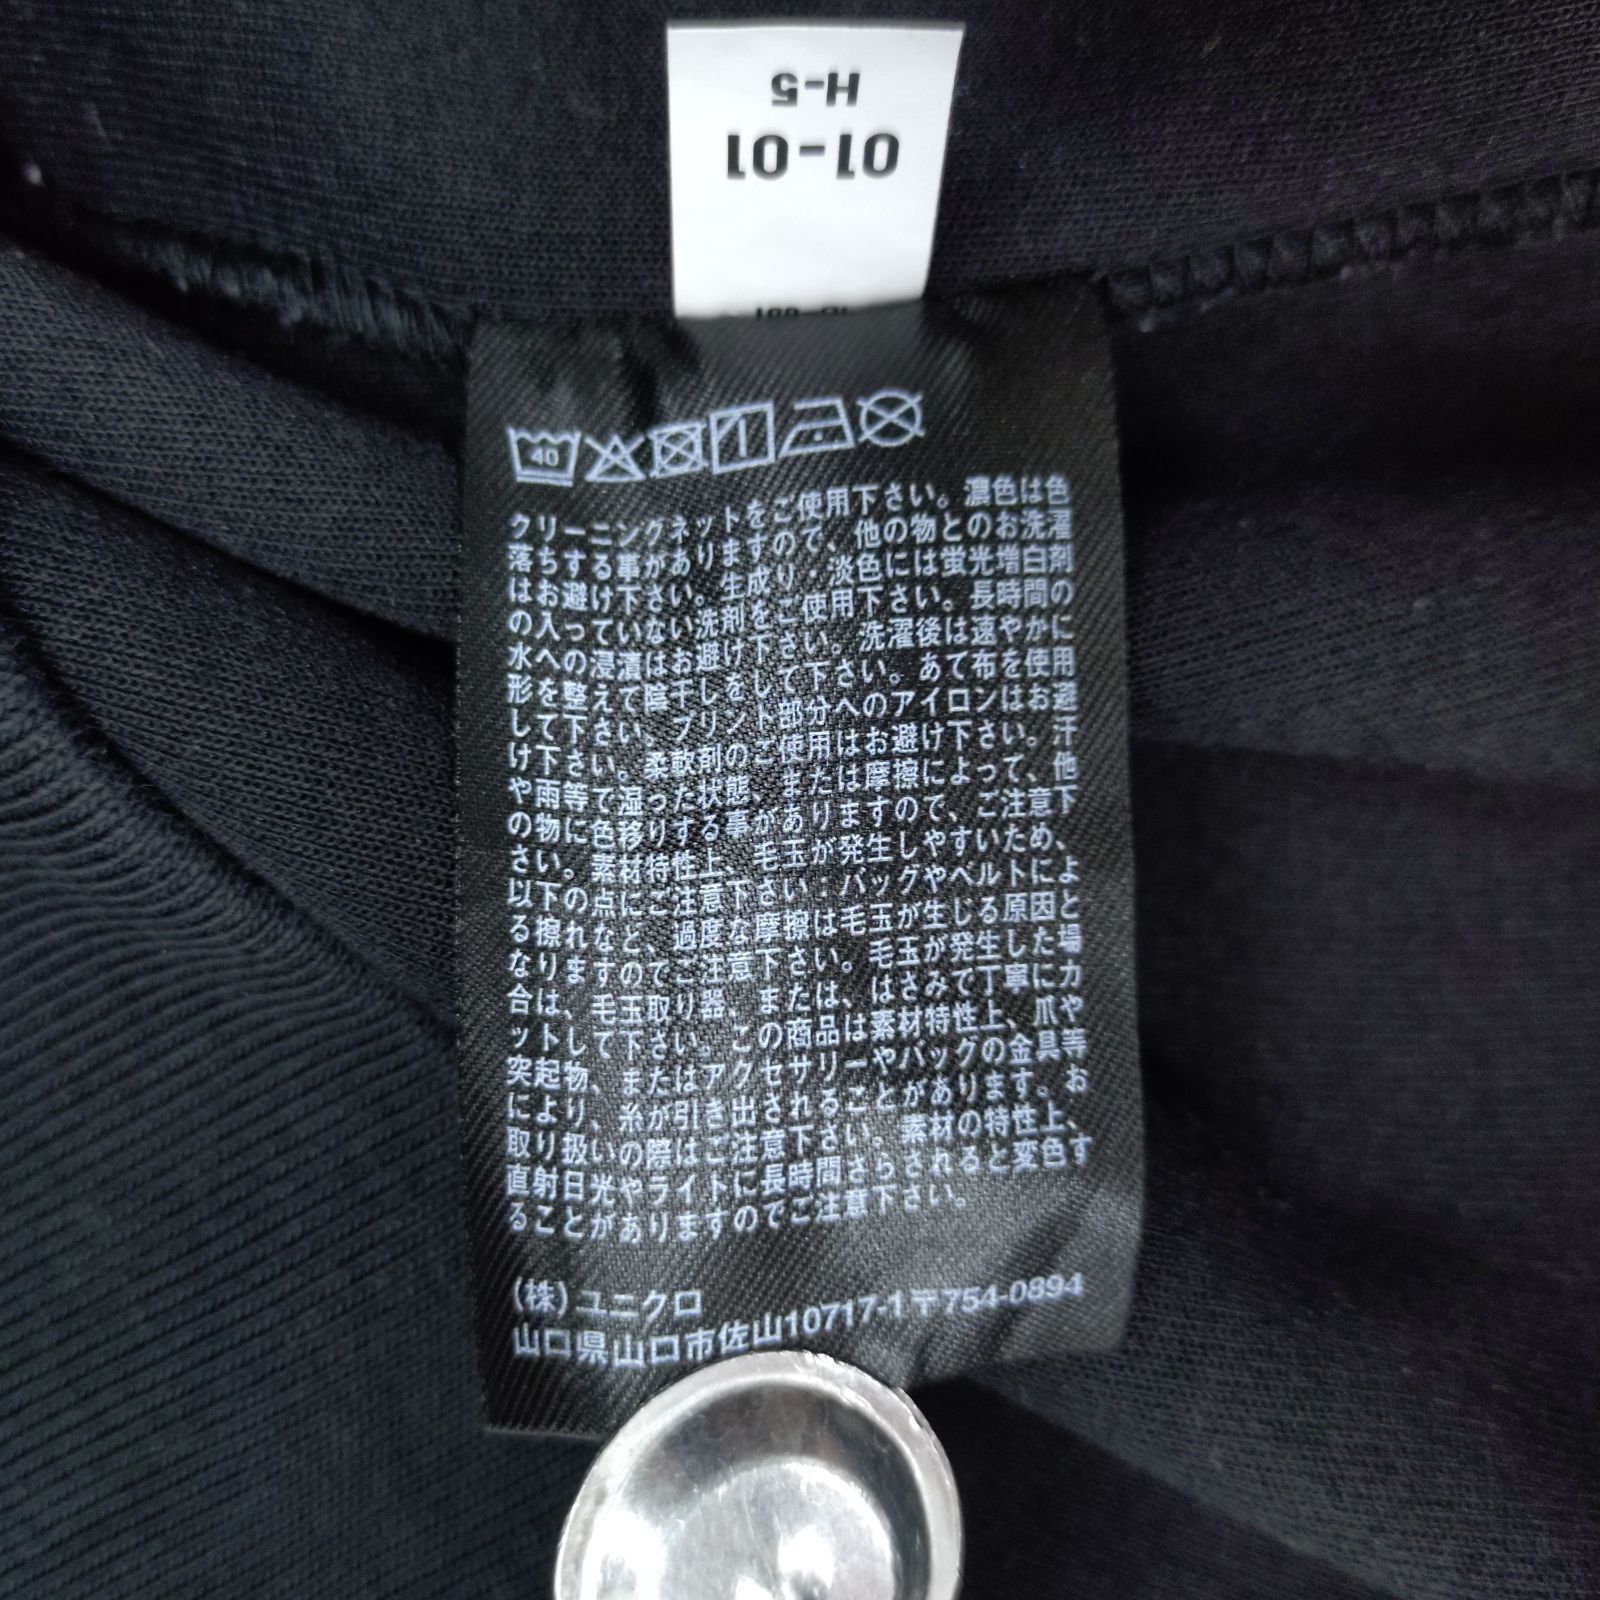 H-5
01-01
40
クリーニングネットをご使用下さい。濃色は色
落ちする事がありますので、他の物とのお洗濯
はお避け下さい。生成り、淡色には蛍光増白剤
の入っていない洗剤をご使用下さい。長時間の
水への浸漬はお避け下さい。洗濯後は速やかに
形を整えて陰干しをして下さい。あて布を使用
して下さい。プリント部分へのアイロンはお避
け下さい。柔軟剤のご使用はお避け下さい。汗
や雨等で湿った状態、または摩擦によって、他
の物に色移りする事がありますので、ご注意下
さい。素材特性上、毛玉が発生しやすいため、
以下の点にご注意下さい:バッグやベルトによ
る擦れなど、過度な摩擦は毛玉が生じる原因と
なりますのでご注意下さい。毛玉が発生した場
合は、毛玉取り器、または、はさみで丁寧にカ
ットして下さい。この商品は素材特性上、爪や
突起物、またはアクセサリーやバッグの金具等
により、糸が引き出されることがあります。お
取り扱いの際はご注意下さい。素材の特性上、
直射日光やライトに長時間さらされると変色す
ることがありますのでご注意下さい。
(株)ユニクロ
山口県山口市佐山10717-1〒754-0894